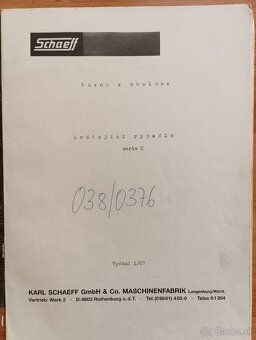 Schaeff
Návod k obsluze
Kráčející rýpadlo
serie C
038/0376
Vydání 1/87
KARL SCHAEFF GmbH & Co. MASCHINENFABRIK Langenburg/Württ.
Vertrieb: Werk 2 · D-8803 Rothenburg o.d.T. · Tel. (09861) 403-0 · Telex 61354